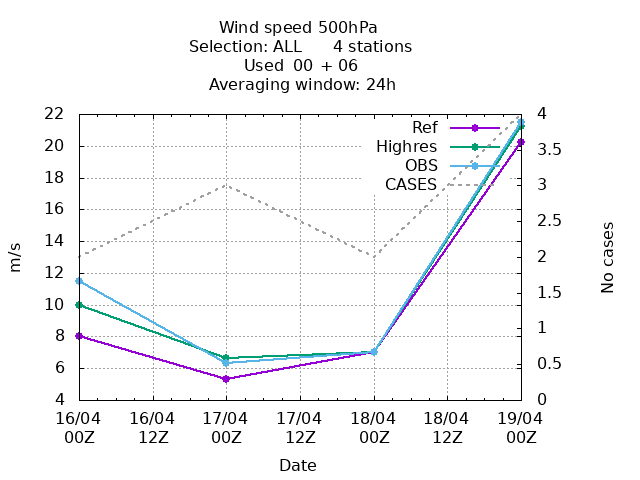 Wind speed 500hPa
Selection: ALL 4 stations
Used 00 + 06
Averaging window: 24h
22
20
18
16
14
12
10
8
6
4
m/s
4
3.5
3
2.5
2
1.5
1
0.5
0
No cases
Ref
Highres
OBS
CASES
16/04 16/04 17/04 17/04 18/04 18/04 19/04
00Z 12Z 00Z 12Z 00Z 12Z 00Z
Date